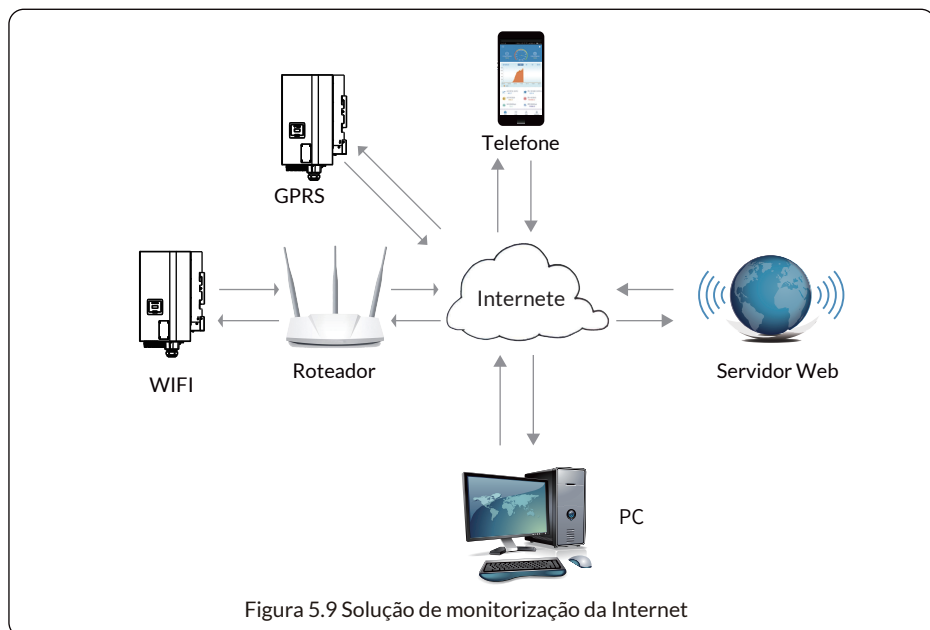 Telefone
GPRS
Internete
WIFI
Roteador
Servidor Web
PC
Figura 5.9 Solução de monitorização da Internet